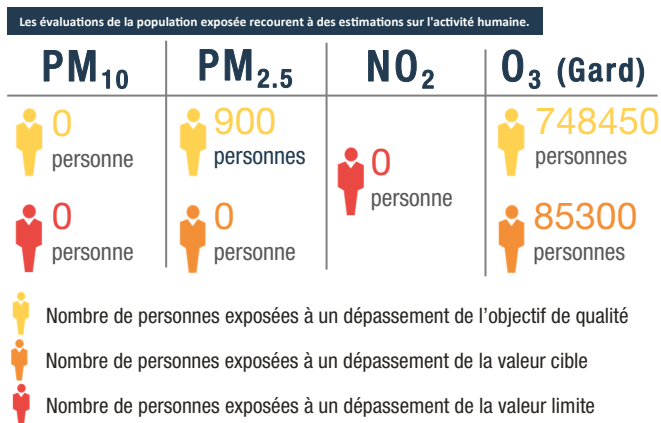 Les évaluations de la population exposée recourent à des estimations sur l'activité humaine.
PM10
PM2.5
NO2
O3 (Gard)
0
personne
900
personnes
0
personne
748450
personnes
0
personne
0
personne
85300
personnes
Nombre de personnes exposées à un dépassement de l’objectif de qualité
Nombre de personnes exposées à un dépassement de la valeur cible
Nombre de personnes exposées à un dépassement de la valeur limite